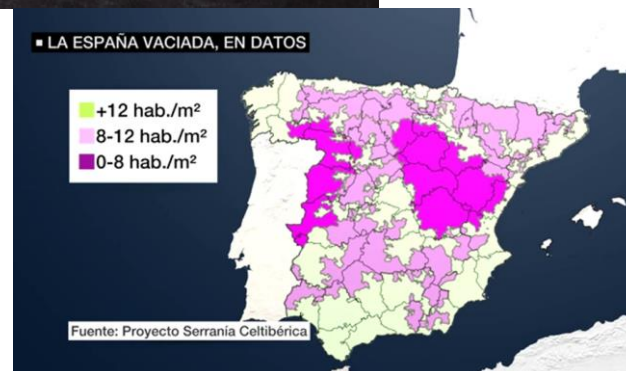 ▪ LA ESPAÑA VACIADA, EN DATOS
+12 hab./m²
8-12 hab./m²
0-8 hab./m²
Fuente: Proyecto Serranía Celtibérica